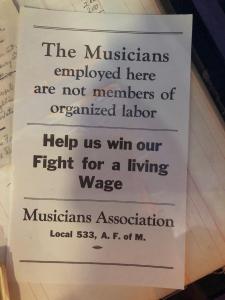 The Musicians
employed here
are not members of
organized labor
Help us win our
Fight for a living
Wage
Musicians Association
Local 533, A. F. of M.